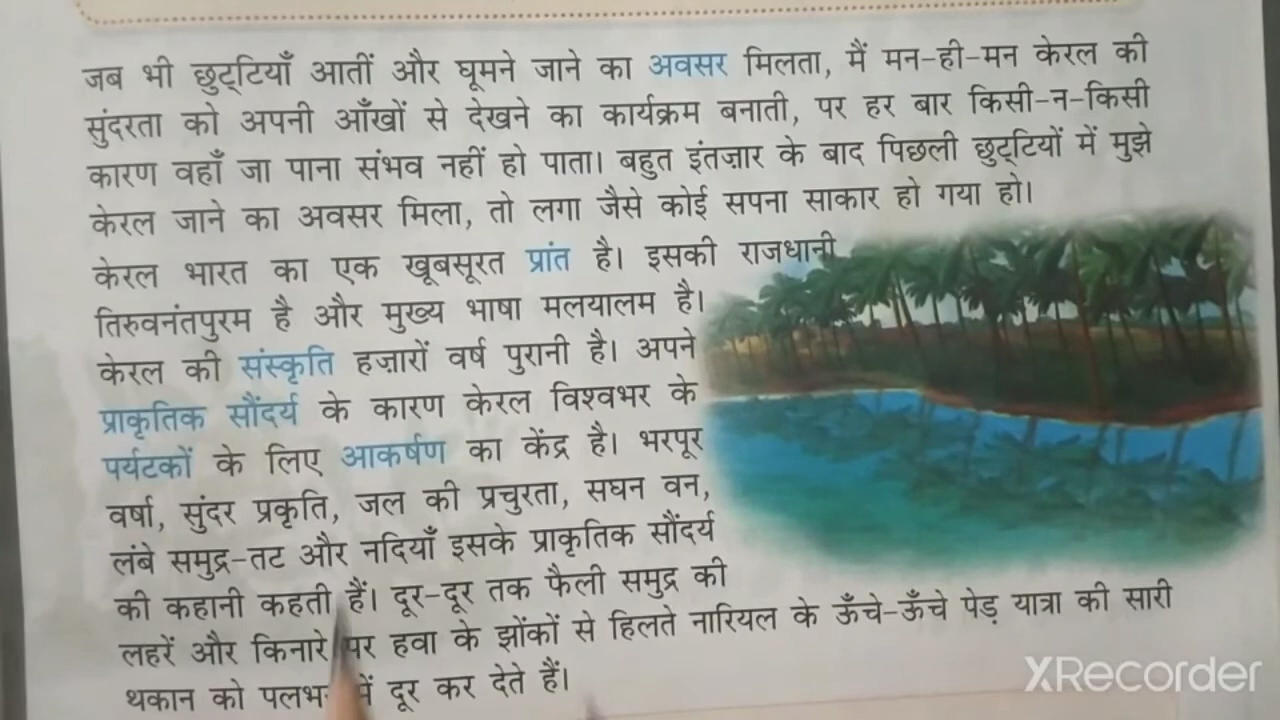 जब भी छुट्टियाँ आतीं और घूमने जाने का अवसर मिलता, मैं मन-ही-मन केरल की
सुंदरता को अपनी आँखों से देखने का कार्यक्रम बनाती, पर हर बार किसी-न-किसी
कारण वहाँ जा पाना संभव नहीं हो पाता। बहुत इंतज़ार के बाद पिछली छुट्टियों में मुझे
केरल जाने का अवसर मिला, तो लगा जैसे कोई सपना साकार हो गया हो।
केरल भारत का एक खूबसूरत प्रांत है। इसकी राजधानी
तिरुवनंतपुरम है और मुख्य भाषा मलयालम है।
केरल की संस्कृति हज़ारों वर्ष पुरानी है। अपने
प्राकृतिक सौंदर्य के कारण केरल विश्वभर के
पर्यटकों के लिए आकर्षण का केंद्र है। भरपूर
वर्षा, सुंदर प्रकृति, जल की प्रचुरता, सघन वन,
लंबे समुद्र-तट और नदियाँ इसके प्राकृतिक सौंदर्य
की कहानी कहती हैं। दूर-दूर तक फैली समुद्र की
लहरें और किनारे पर हवा के झोंकों से हिलते नारियल के ऊँचे-ऊँचे पेड़ यात्रा की सारी
थकान को पलभर में दूर कर देते हैं।
XRecorder